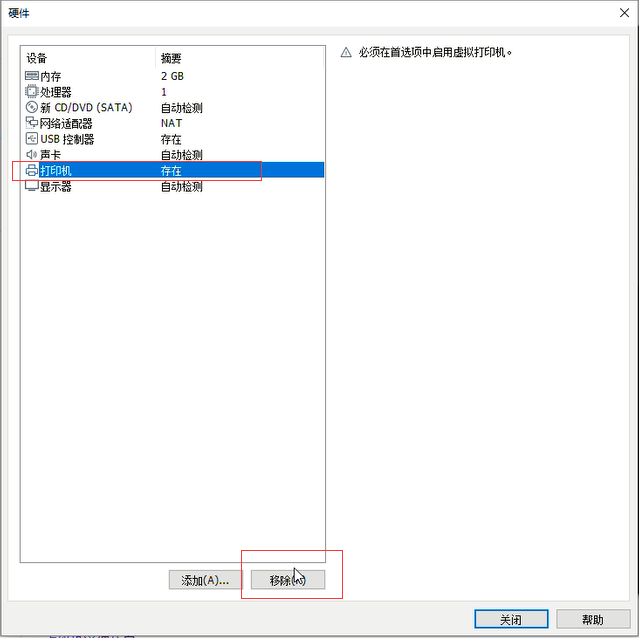 硬件
设备 摘要
内存 2 GB
处理器 1
新 CD/DVD (SATA) 自动检测
网络适配器 NAT
USB 控制器 存在
声卡 自动检测
打印机 存在
显示器 自动检测
必须在首选项中启用虚拟打印机。
添加(A)... 移除(
关闭 帮助